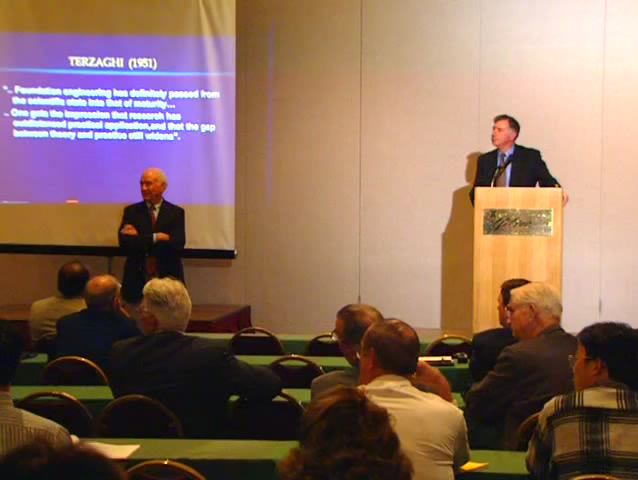 TERZAGHI (1951)
".. Foundation engineering has definitely passed from
the scientific state into that of maturity...
.. One gets the impression that research has
outdistanced practical application, and that the gap
between theory and practice still widens".